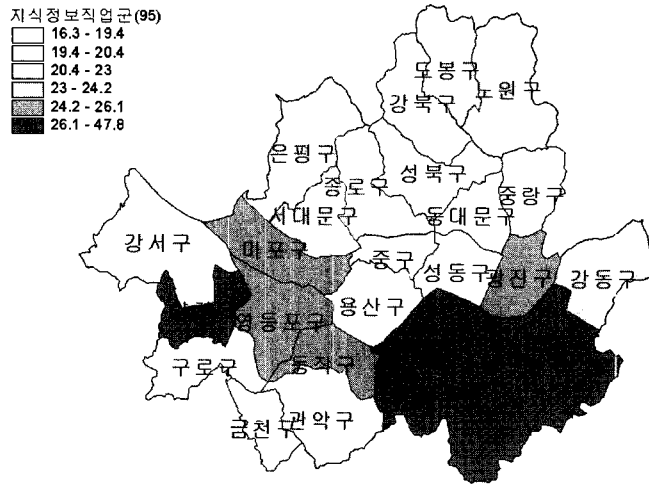 지식정보직업군(95)
16.3 - 19.4
19.4 - 20.4
20.4 - 23
23 - 24.2
24.2 - 26.1
26.1 - 47.8
도봉구
노원구
강북구
은평구
성북구
종로구
중랑구
서대문구
동대문구
강서구
마포구
중구
성동구
광진구
강동구
용산구
영등포구
구로구
동작구
금천구
관악구